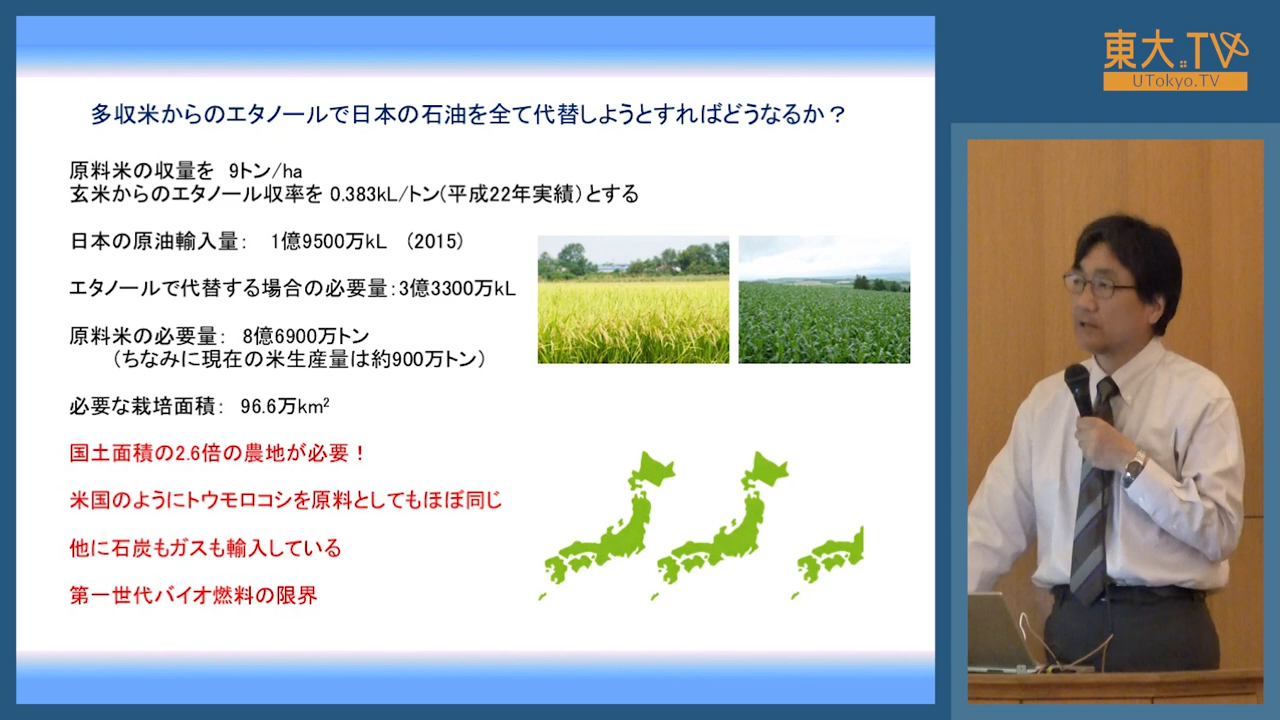 多収米からのエタノールで日本の石油を全て代替しようとすればどうなるか？
原料米の収量を 9トン/ha
玄米からのエタノール収率を 0.383kL/トン(平成22年実績）とする
日本の原油輸入量： 1億9500万kL （2015）
エタノールで代替する場合の必要量：3億3300万kL
原料米の必要量： 8億6900万トン
（ちなみに現在の米生産量は約900万トン）
必要な栽培面積： 96.6万km²
国土面積の2.6倍の農地が必要！
米国のようにトウモロコシを原料としてもほぼ同じ
他に石炭もガスも輸入している
第一世代バイオ燃料の限界
東大.TV
UTokyo.TV